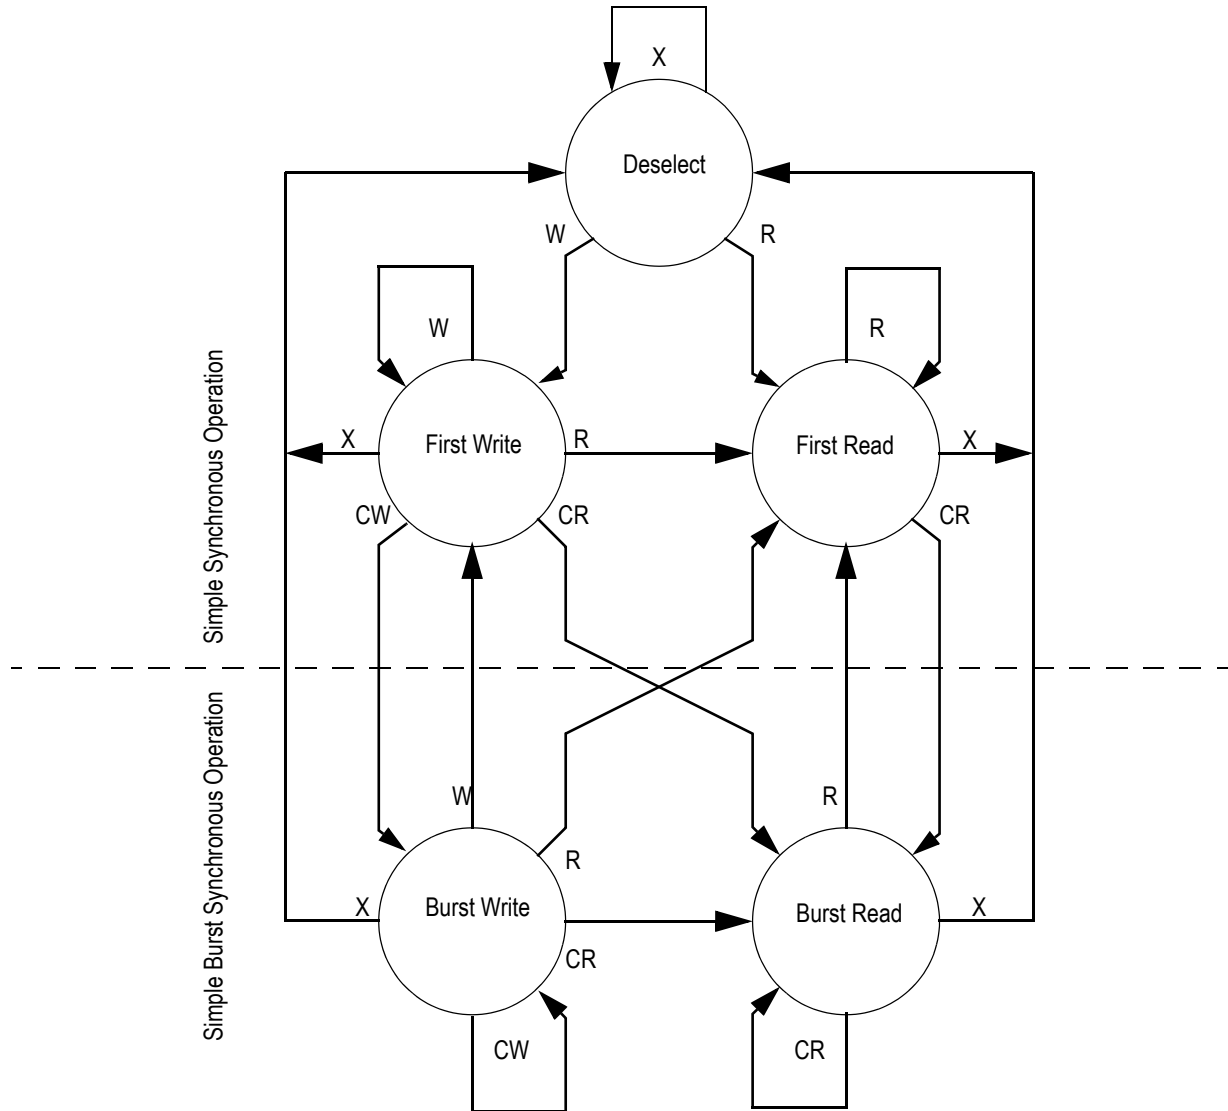 X
Deselect
W
R
W
R
Simple Synchronous Operation
X
First Write
R
First Read
X
CW
CR
CR
Simple Burst Synchronous Operation
W
R
R
X
Burst Write
Burst Read
X
CR
CW
CR